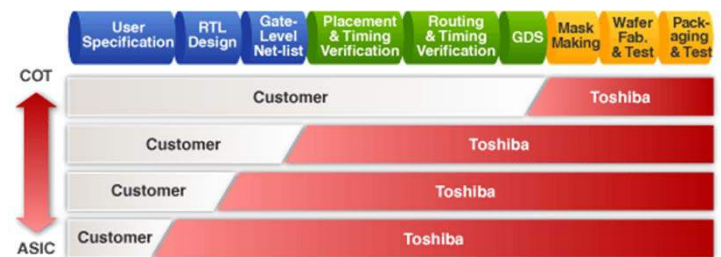 User
Specification
RTL
Design
Gate-
Level
Net-list
Placement
& Timing
Verification
Routing
& Timing
Verification
GDS
Mask
Making
Wafer
Fab.
& Test
Pack-
aging
& Test
COT
Customer
Toshiba
Customer
Toshiba
Customer
Toshiba
Customer
Toshiba
ASIC